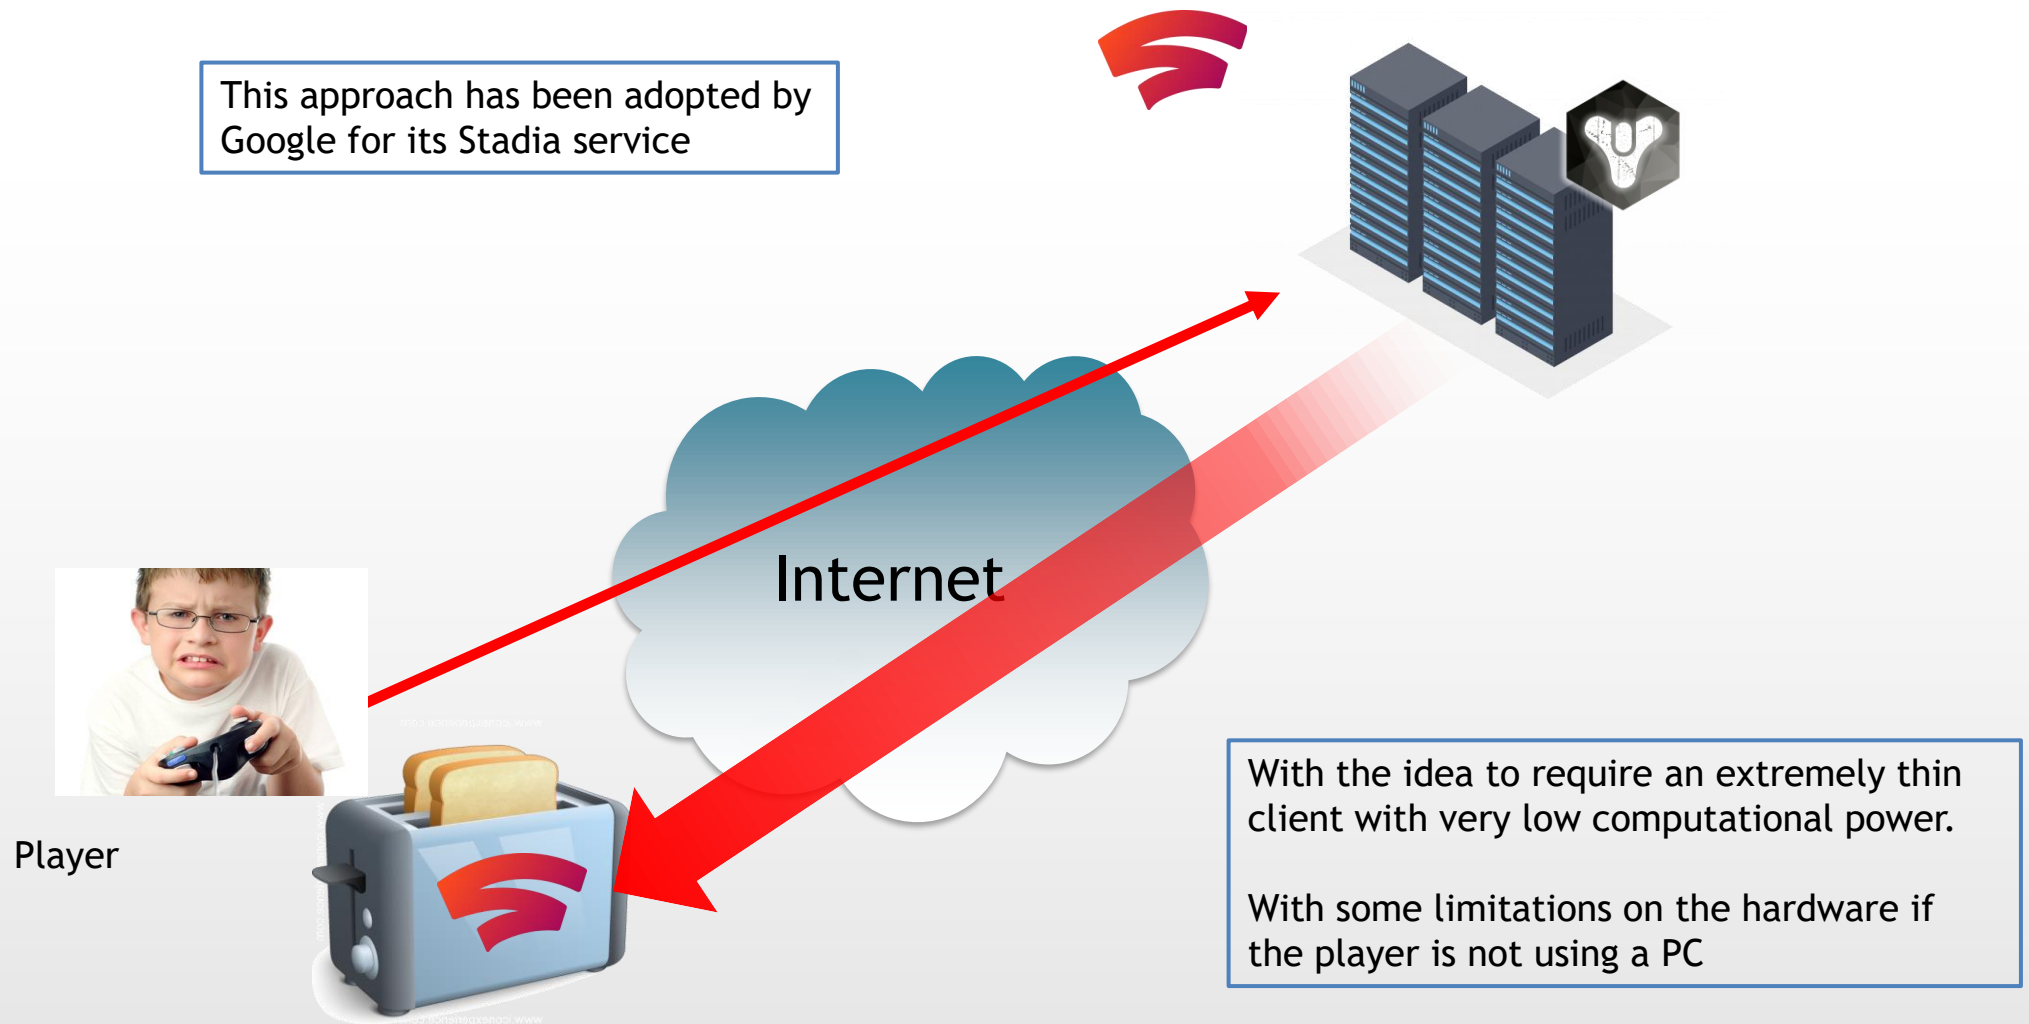 This approach has been adopted by
Google for its Stadia service
Internet
Player
With the idea to require an extremely thin
client with very low computational power.
With some limitations on the hardware if
the player is not using a PC